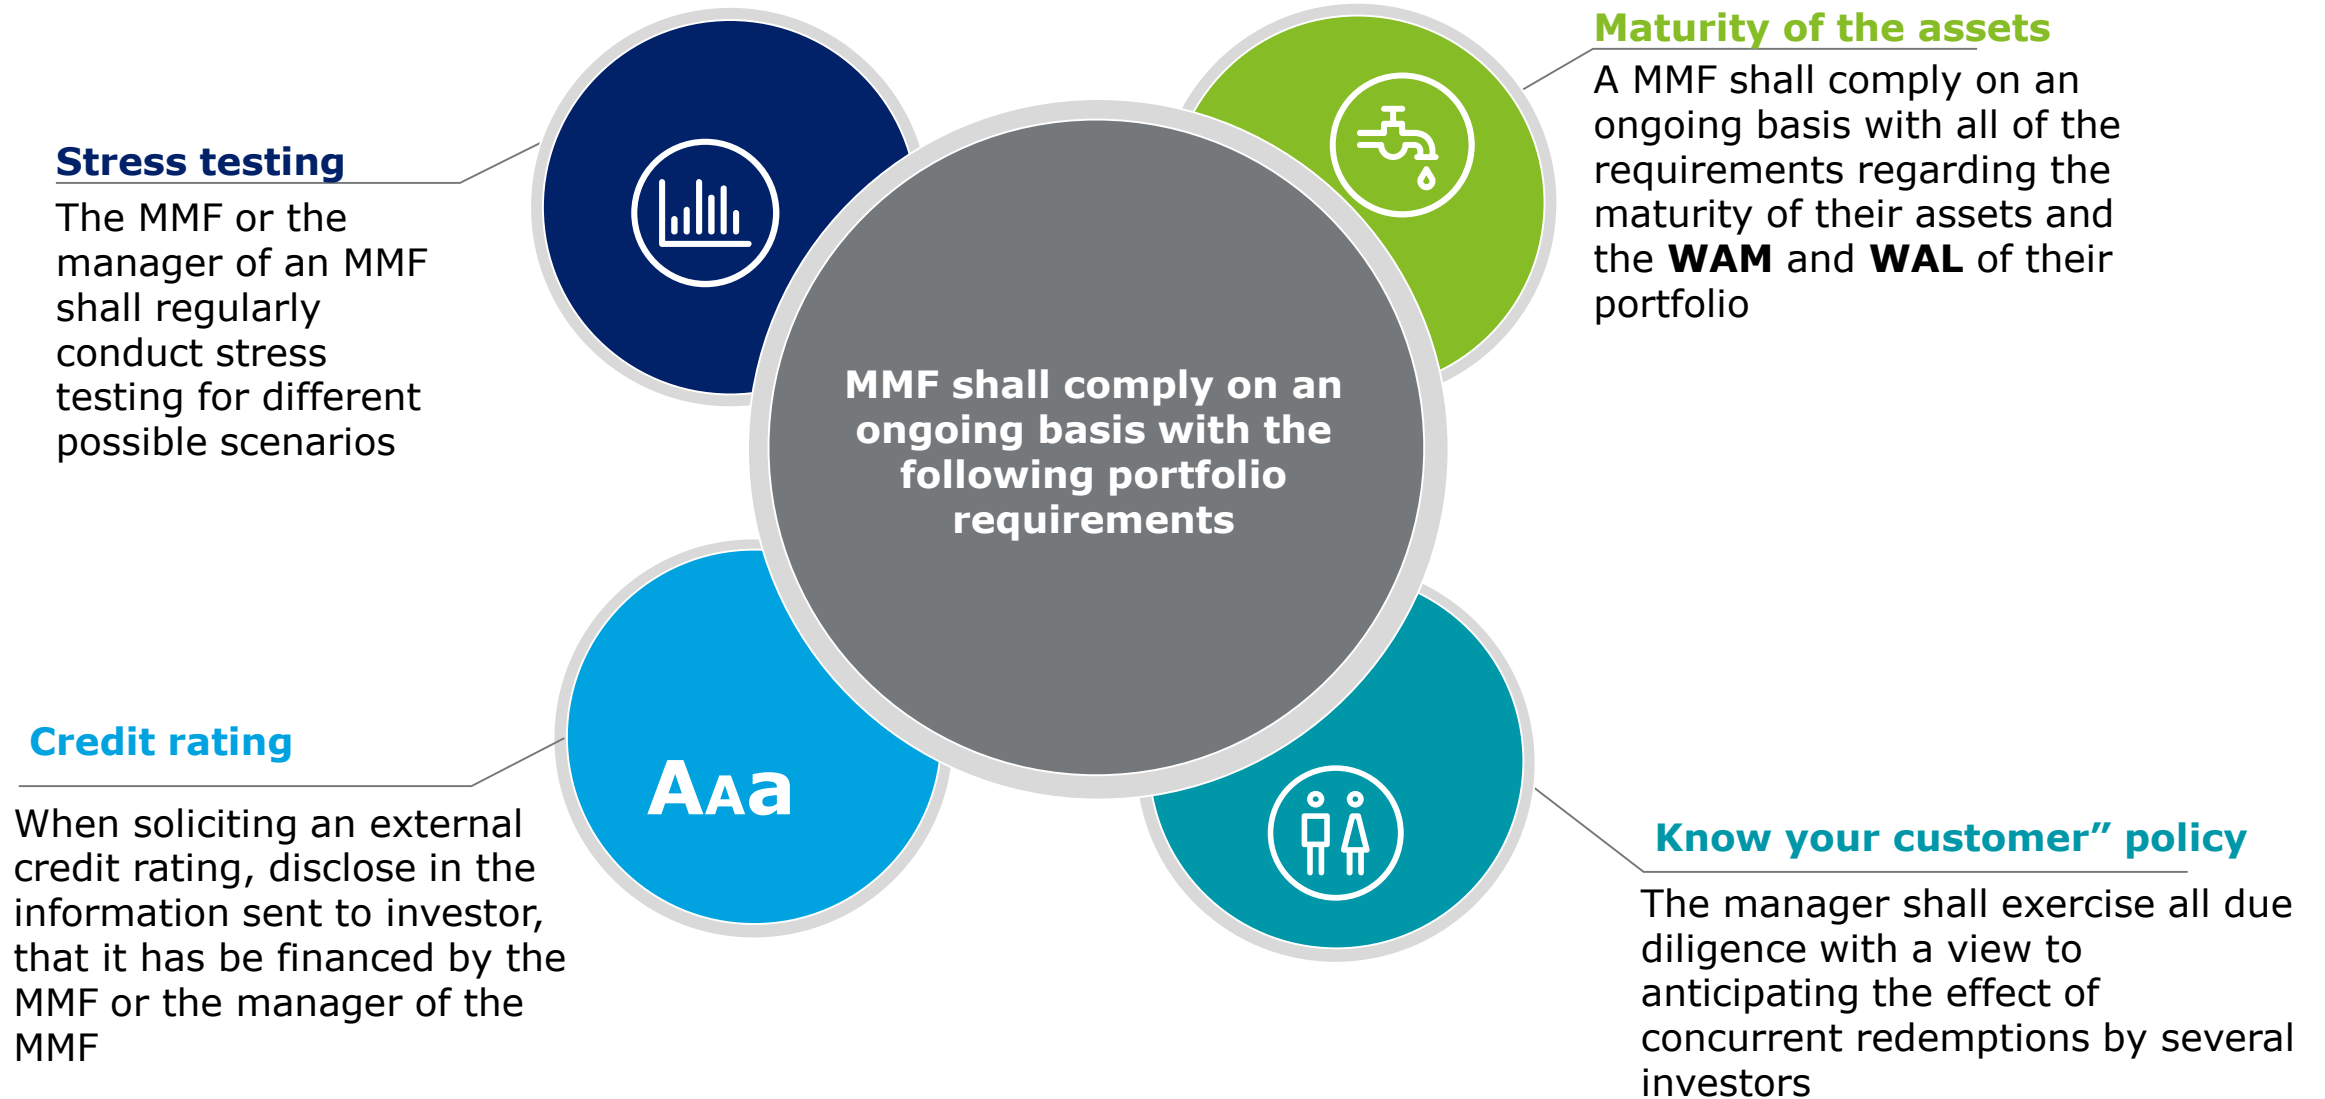 Stress testing
The MMF or the
manager of an MMF
shall regularly
conduct stress
testing for different
possible scenarios
Maturity of the assets
A MMF shall comply on an
ongoing basis with all of the
requirements regarding the
maturity of their assets and
the WAM and WAL of their
portfolio
MMF shall comply on an
ongoing basis with the
following portfolio
requirements
Credit rating
When soliciting an external
credit rating, disclose in the
information sent to investor,
that it has be financed by the
MMF or the manager of the
MMF
AAa
Know your customer” policy
The manager shall exercise all due
diligence with a view to
anticipating the effect of
concurrent redemptions by several
investors